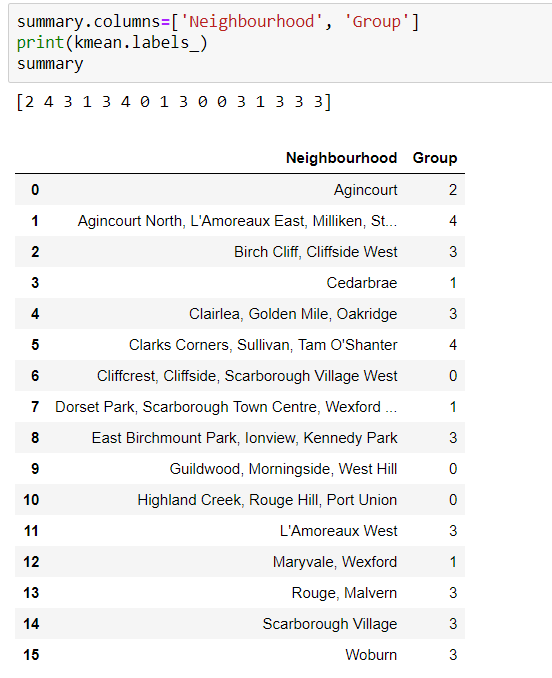 summary.columns=['Neighbourhood', 'Group']
print(kmean.labels_)
summary
[2 4 3 1 3 4 0 1 3 0 0 3 1 3 3 3]
Neighbourhood Group
0 Agincourt 2
1 Agincourt North, L'Amoreaux East, Milliken, St... 4
2 Birch Cliff, Cliffside West 3
3 Cedarbrae 1
4 Clairlea, Golden Mile, Oakridge 3
5 Clarks Corners, Sullivan, Tam O'Shanter 4
6 Cliffcrest, Cliffside, Scarborough Village West 0
7 Dorset Park, Scarborough Town Centre, Wexford ... 1
8 East Birchmount Park, Ionview, Kennedy Park 3
9 Guildwood, Morningside, West Hill 0
10 Highland Creek, Rouge Hill, Port Union 0
11 L'Amoreaux West 3
12 Maryvale, Wexford 1
13 Rouge, Malvern 3
14 Scarborough Village 3
15 Woburn 3